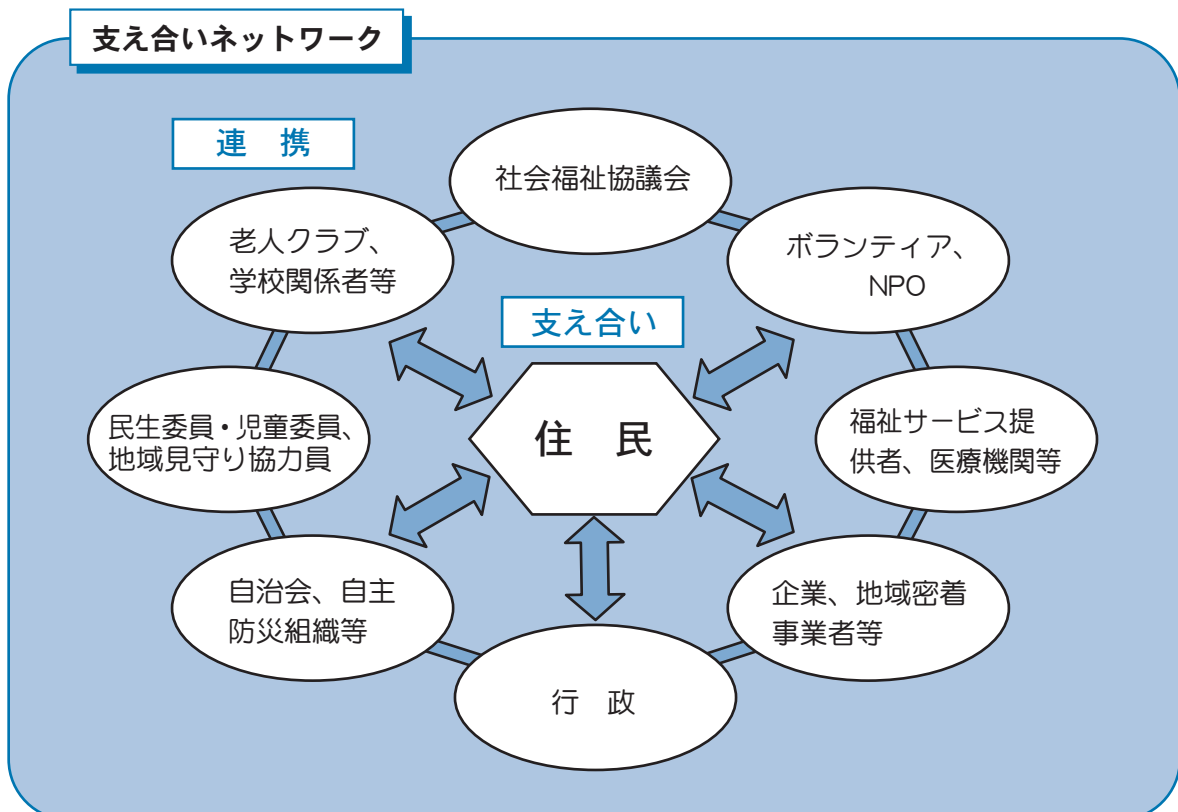 支え合いネットワーク
連　携
社会福祉協議会
老人クラブ、
学校関係者等
ボランティア、
NPO
支え合い
民生委員・児童委員、
地域見守り協力員
住　民
福祉サービス提
供者、医療機関等
自治会、自主
防災組織等
企業、地域密着
事業者等
行　政